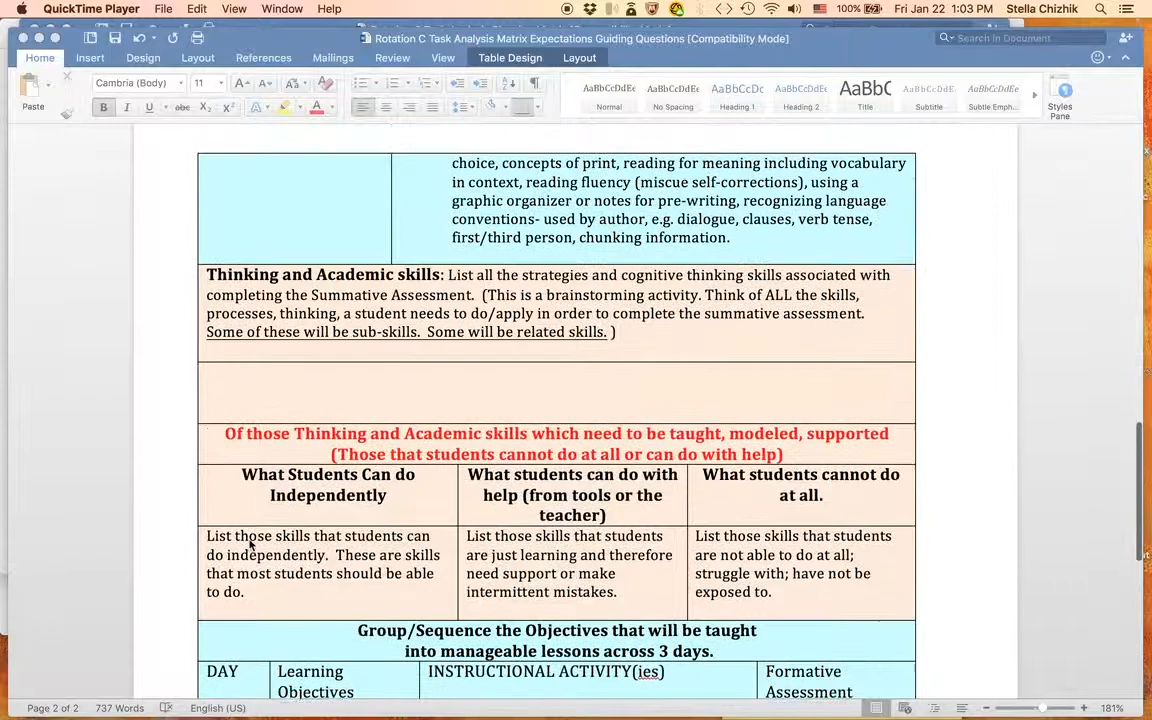 QuickTime Player File Edit View Window Help 100% Fri Jan 22 1:03 PM Stella Chizhik
Rotation C Task Analysis Matrix Expectations Guiding Questions [Compatibility Mode]
Search in Document
Home Insert Design Layout References Mailings Review View Table Design Layout
Paste
Cambria (Body) 11
AaBbCcDdEe AaBbCcDdEe AaBbCcDc AaBbCcDdEe AaBbC AaBbCcDdEe AaBbCcDdEe
Normal No Spacing Heading 1 Heading 2 Title Subtitle Subtle Emph...
Styles
Pane
choice, concepts of print, reading for meaning including vocabulary
in context, reading fluency (miscue self-corrections), using a
graphic organizer or notes for pre-writing, recognizing language
conventions- used by author, e.g. dialogue, clauses, verb tense,
first/third person, chunking information.
Thinking and Academic skills: List all the strategies and cognitive thinking skills associated with
completing the Summative Assessment. (This is a brainstorming activity. Think of ALL the skills,
processes, thinking, a student needs to do/apply in order to complete the summative assessment.
Some of these will be sub-skills. Some will be related skills. )
Of those Thinking and Academic skills which need to be taught, modeled, supported
(Those that students cannot do at all or can do with help)
What Students Can do
Independently
What students can do with
help (from tools or the
teacher)
What students cannot do
at all.
List those skills that students can
do independently. These are skills
that most students should be able
to do.
List those skills that students
are just learning and therefore
need support or make
intermittent mistakes.
List those skills that students
are not able to do at all;
struggle with; have not be
exposed to.
Group/Sequence the Objectives that will be taught
into manageable lessons across 3 days.
DAY
Learning
Objectives
INSTRUCTIONAL ACTIVITY(ies)
Formative
Assessment
Page 2 of 2 737 Words English (US) 181%